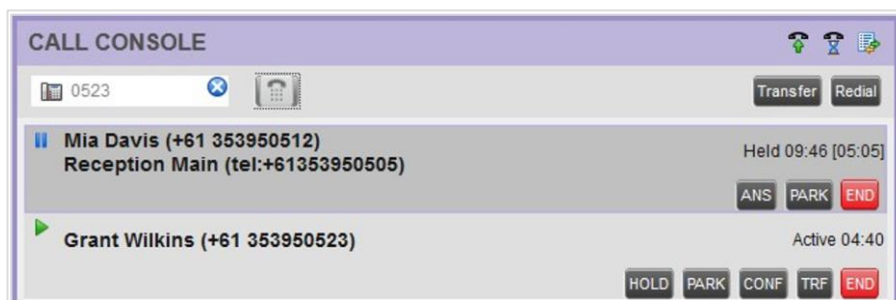 CALL CONSOLE
0523
Transfer Redial
Mia Davis (+61 353950512)
Reception Main (tel:+61353950505)
Held 09:46 [05:05]
ANS PARK END
Grant Wilkins (+61 353950523)
Active 04:40
HOLD PARK CONF TRF END